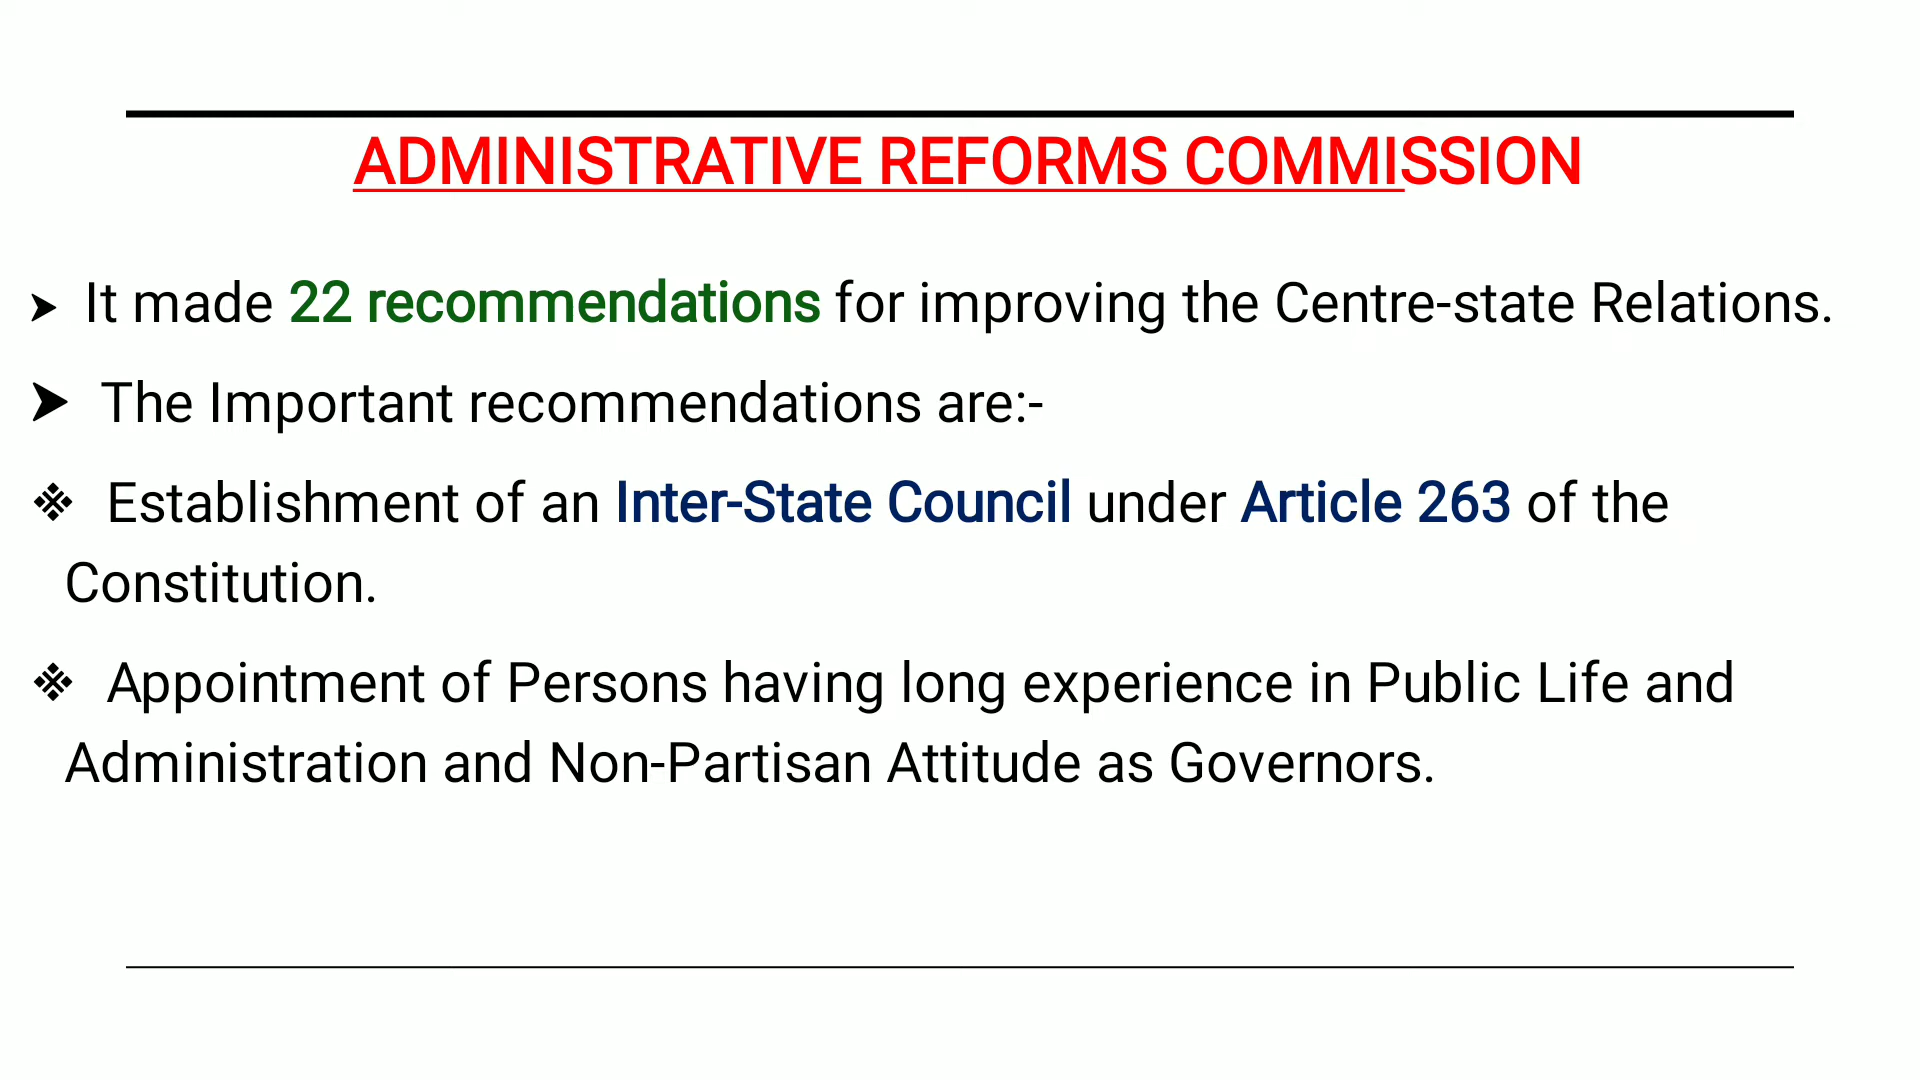 ADMINISTRATIVE REFORMS COMMISSION
➤ It made 22 recommendations for improving the Centre-state Relations.
➤ The Important recommendations are:-
❖ Establishment of an Inter-State Council under Article 263 of the
Constitution.
❖ Appointment of Persons having long experience in Public Life and
Administration and Non-Partisan Attitude as Governors.